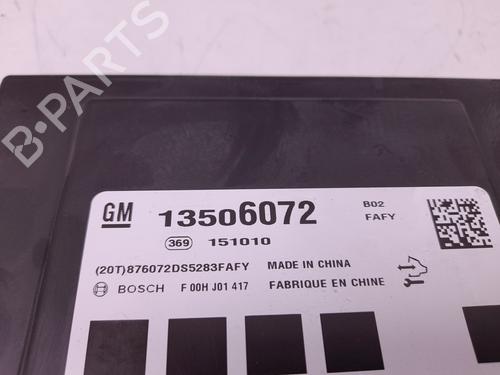 B-PARTS
GM 13506072 B02
FAFY
369 151010
(20T)876072DS5283FAFY MADE IN CHINA
BOSCH F 00H J01 417 FABRIQUE EN CHINE